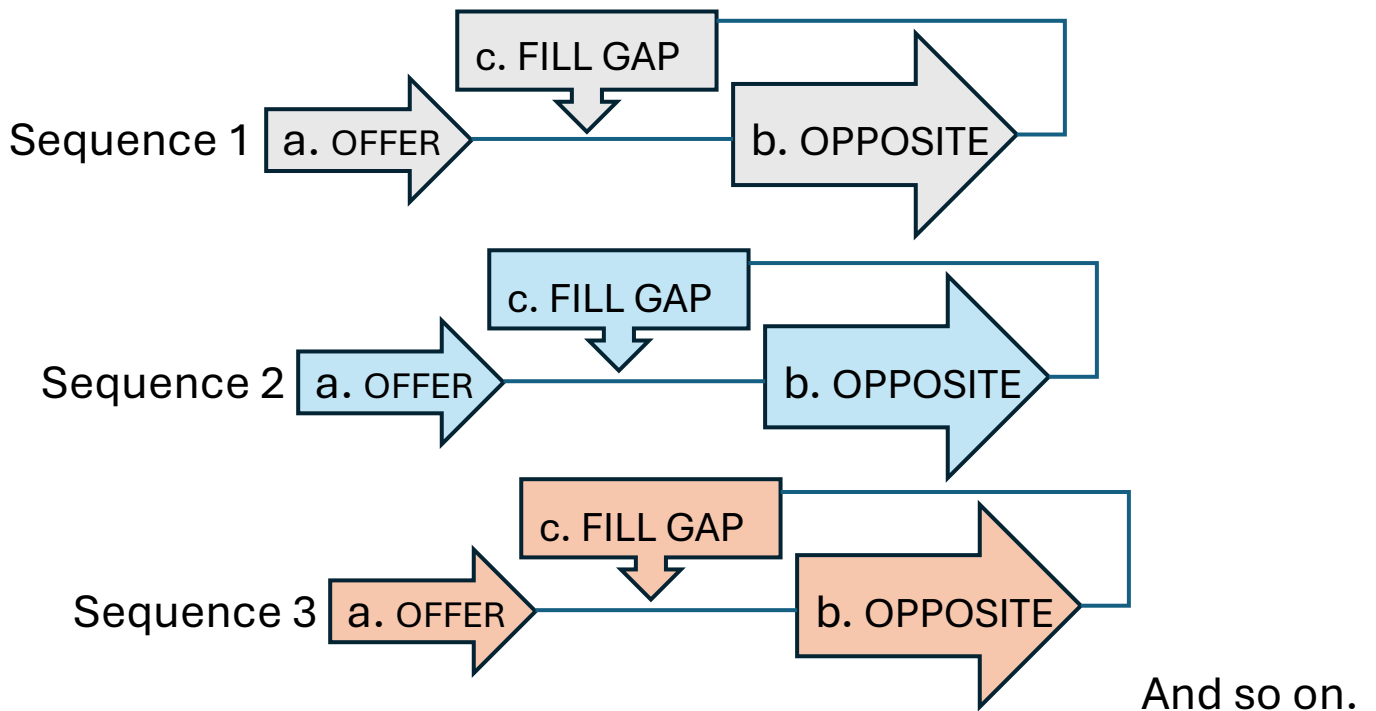 c. FILL GAP
Sequence 1 a. OFFER b. OPPOSITE
c. FILL GAP
Sequence 2 a. OFFER b. OPPOSITE
c. FILL GAP
Sequence 3 a. OFFER b. OPPOSITE
And so on.